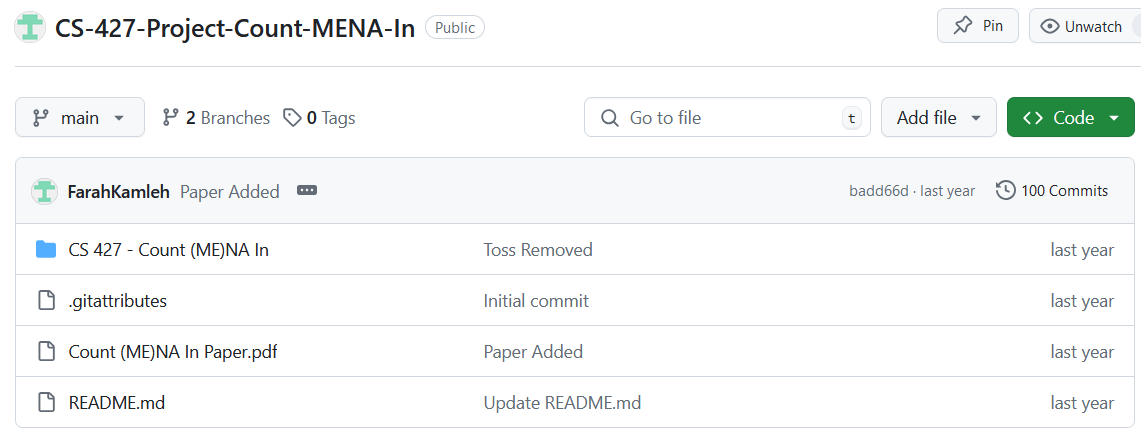 CS-427-Project-Count-MENA-In Public Pin Unwatch
main 2 Branches 0 Tags Go to file t Add file Code
FarahKamleh Paper Added badd66d · last year 100 Commits
CS 427 - Count (ME)NA In Toss Removed last year
.gitattributes Initial commit last year
Count (ME)NA In Paper.pdf Paper Added last year
README.md Update README.md last year